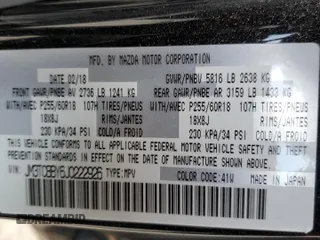 MFD. BY MAZDA MOTOR CORPORATION
02/18 GVWR/PNBV 5816 LB 2638 KG
FRONT GAWR/PNBE AV 2736 LB 1241 KG REAR GAWR/PNBE AR 3159 LB 1433 KG
WITH/AVEC P255/60R18 107H TIRES/PNEUS WITH/AVEC P255/60R18 107H TIRES/PNEUS
18X8J RIMS/JANTES 18X8J RIMS/JANTES
230 KPA/34 PSI COLD/A FROID 230 KPA/34 PSI COLD/A FROID
THIS VEHICLE CONFORMS TO ALL APPLICABLE FEDERAL MOTOR VEHICLE
SAFETY, BUMPER, AND THEFT PREVENTION STANDARDS IN EFFECT ON THE
DATE OF MANUFACTURE SHOWN ABOVE.
TYPE: MPV
COLOR CODE: 41W MADE IN JAPAN